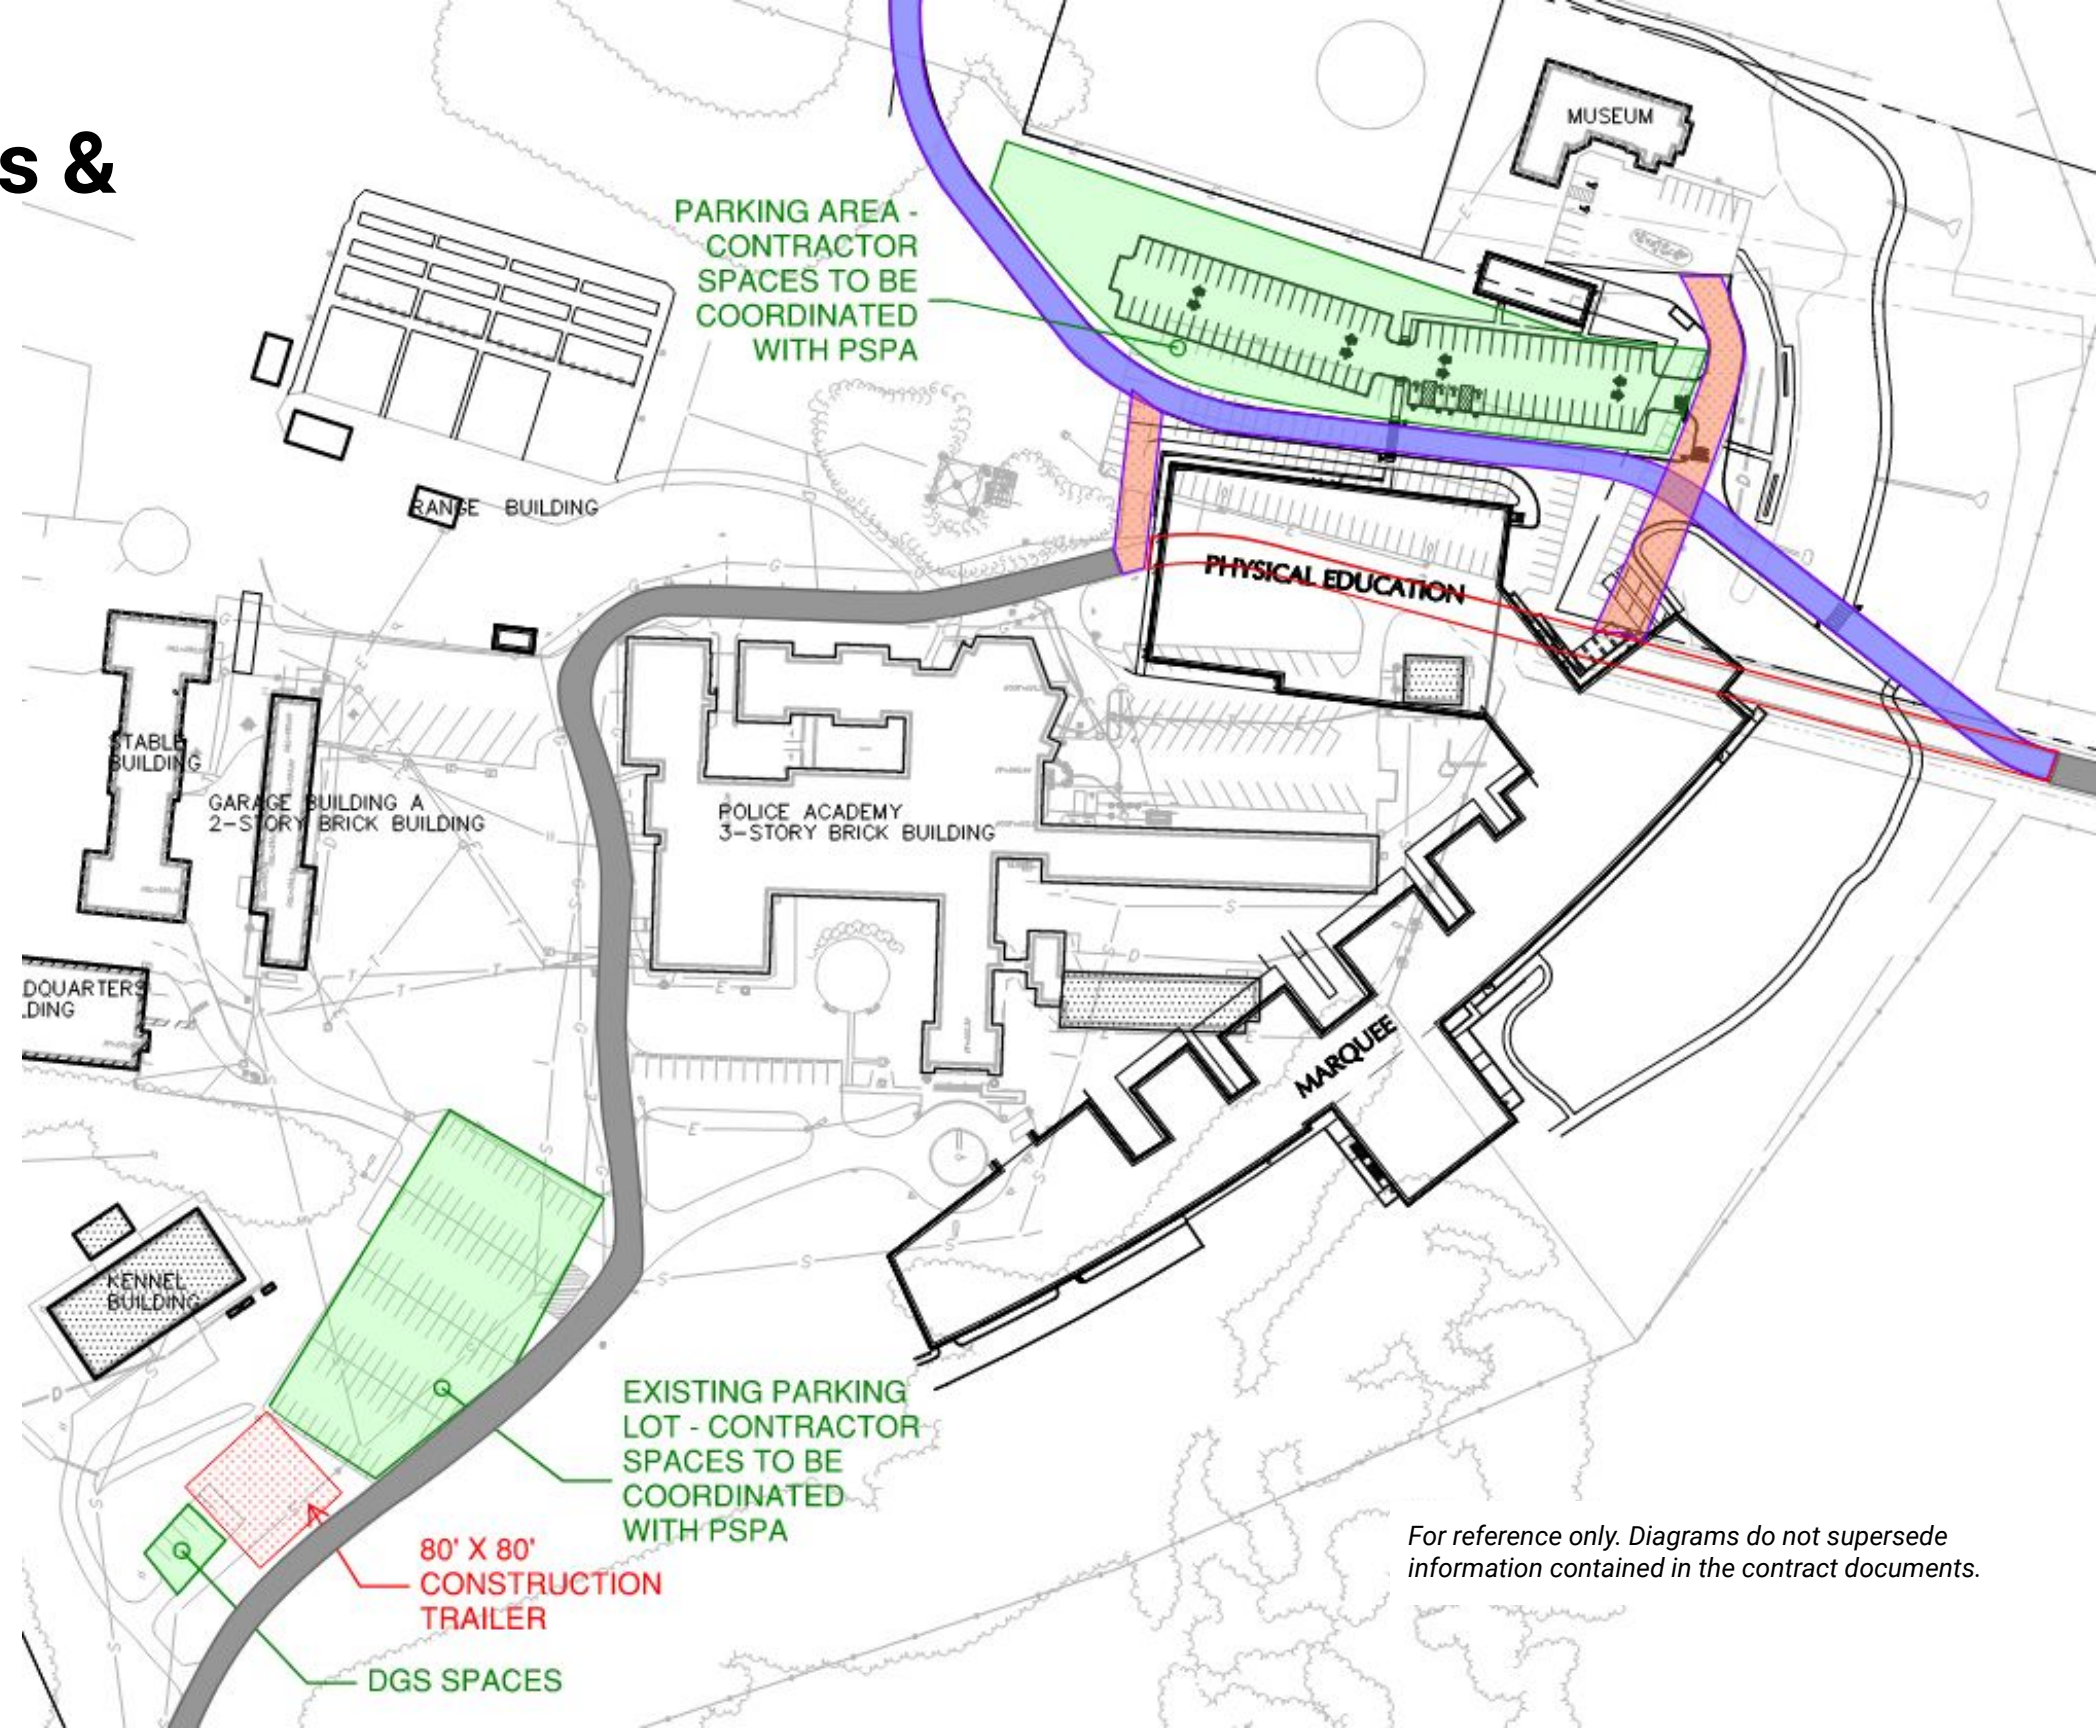 s &
MUSEUM
PARKING AREA -
CONTRACTOR
SPACES TO BE
COORDINATED
WITH PSPA
RANGE BUILDING
PHYSICAL EDUCATION
STABLE
BUILDING
GARAGE BUILDING A
2-STORY BRICK BUILDING
POLICE ACADEMY
3-STORY BRICK BUILDING
DQUARTERS
DING
MARQUEE
KENNEL
BUILDING
EXISTING PARKING
LOT - CONTRACTOR
SPACES TO BE
COORDINATED
WITH PSPA
80' X 80'
CONSTRUCTION
TRAILER
DGS SPACES
For reference only. Diagrams do not supersede
information contained in the contract documents.